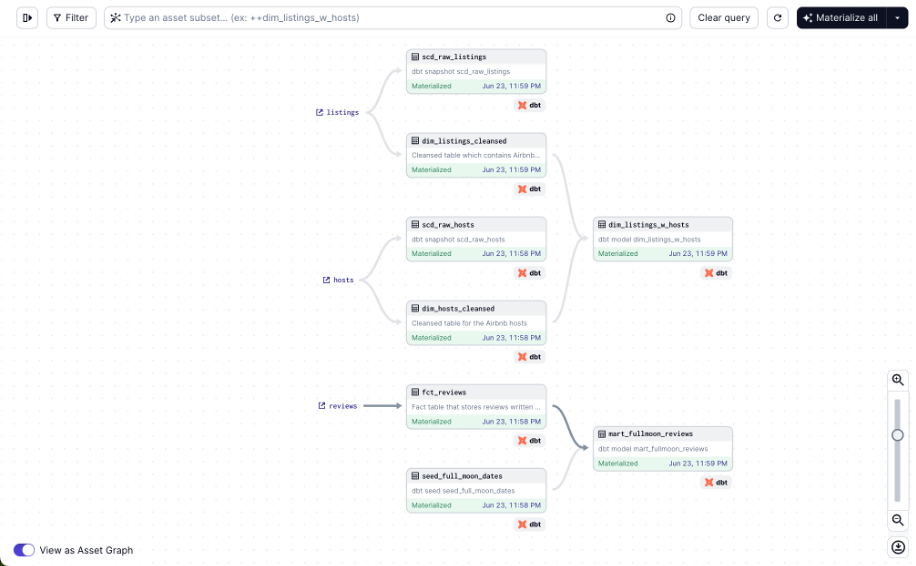 Filter
Type an asset subset... (ex: ++dim_listings_w_hosts)
Clear query
Materialize all
scd_raw_listings
dbt snapshot scd_raw_listings
Materialized Jun 23, 11:59 PM
dbt
listings
dim_listings_cleansed
Cleansed table which contains Airbnb...
Materialized Jun 23, 11:59 PM
dbt
scd_raw_hosts
dbt snapshot scd_raw_hosts
Materialized Jun 23, 11:58 PM
dbt
dim_listings_w_hosts
dbt model dim_listings_w_hosts
Materialized Jun 23, 11:59 PM
dbt
hosts
dim_hosts_cleansed
Cleansed table for the Airbnb hosts
Materialized Jun 23, 11:58 PM
dbt
reviews
fct_reviews
Fact table that stores reviews written ...
Materialized Jun 23, 11:58 PM
dbt
mart_fullmoon_reviews
dbt model mart_fullmoon_reviews
Materialized Jun 23, 11:59 PM
dbt
seed_full_moon_dates
dbt seed seed_full_moon_dates
Materialized Jun 23, 11:58 PM
dbt
View as Asset Graph